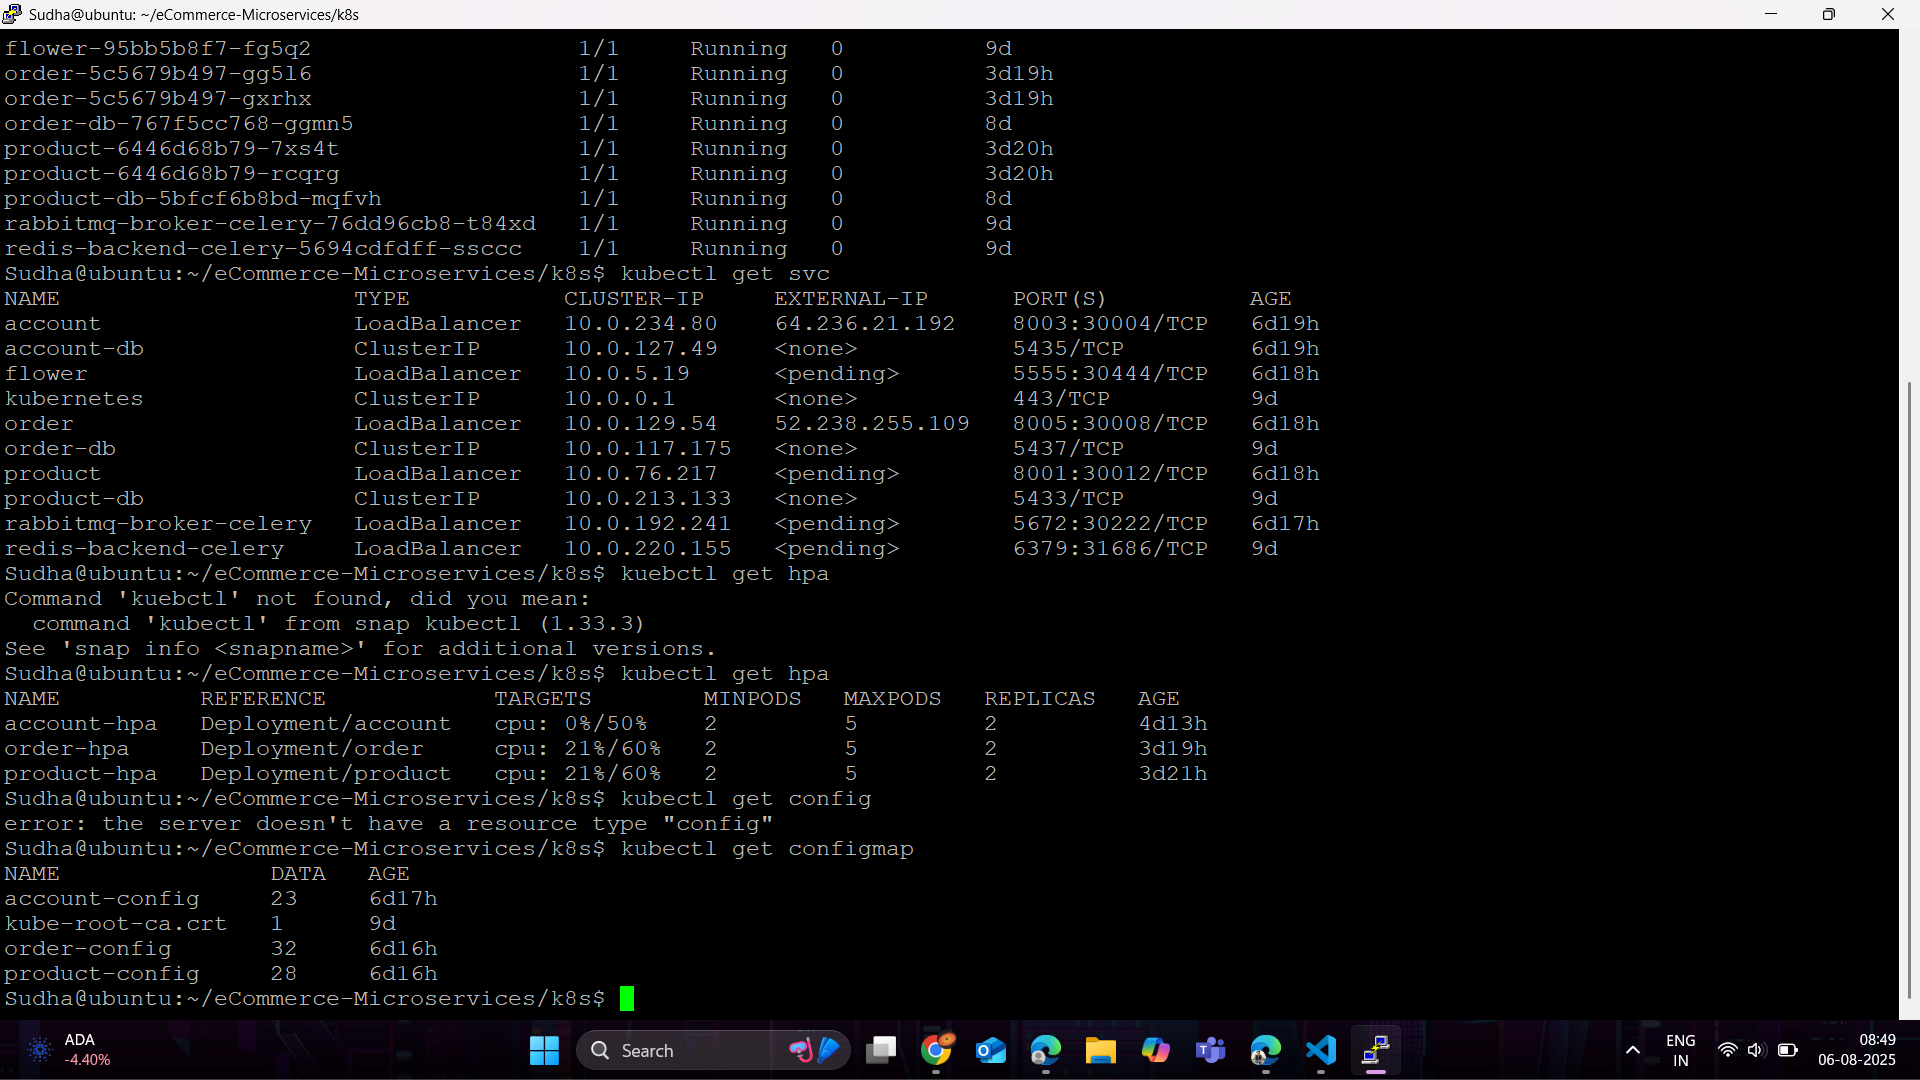 Sudha@ubuntu: ~/eCommerce-Microservices/k8s
flower-95bb5b8f7-fg5q2 1/1 Running 0 9d
order-5c5679b497-gg5l6 1/1 Running 0 3d19h
order-5c5679b497-gxrhx 1/1 Running 0 3d19h
order-db-767f5cc768-ggmn5 1/1 Running 0 8d
product-6446d68b79-7xs4t 1/1 Running 0 3d20h
product-6446d68b79-rcqrg 1/1 Running 0 3d20h
product-db-5bfcf6b8bd-mqfvh 1/1 Running 0 8d
rabbitmq-broker-celery-76dd96cb8-t84xd 1/1 Running 0 9d
redis-backend-celery-5694cdfdff-ssccc 1/1 Running 0 9d
Sudha@ubuntu:~/eCommerce-Microservices/k8s$ kubectl get svc
NAME TYPE CLUSTER-IP EXTERNAL-IP PORT(S) AGE
account LoadBalancer 10.0.234.80 64.236.21.192 8003:30004/TCP 6d19h
account-db ClusterIP 10.0.127.49 <none> 5435/TCP 6d19h
flower LoadBalancer 10.0.5.19 <pending> 5555:30444/TCP 6d18h
kubernetes ClusterIP 10.0.0.1 <none> 443/TCP 9d
order LoadBalancer 10.0.129.54 52.238.255.109 8005:30008/TCP 6d18h
order-db ClusterIP 10.0.117.175 <none> 5437/TCP 9d
product LoadBalancer 10.0.76.217 <pending> 8001:30012/TCP 6d18h
product-db ClusterIP 10.0.213.133 <none> 5433/TCP 9d
rabbitmq-broker-celery LoadBalancer 10.0.192.241 <pending> 5672:30222/TCP 6d17h
redis-backend-celery LoadBalancer 10.0.220.155 <pending> 6379:31686/TCP 9d
Sudha@ubuntu:~/eCommerce-Microservices/k8s$ kuebctl get hpa
Command 'kuebctl' not found, did you mean:
command 'kubectl' from snap kubectl (1.33.3)
See 'snap info <snapname>' for additional versions.
Sudha@ubuntu:~/eCommerce-Microservices/k8s$ kubectl get hpa
NAME REFERENCE TARGETS MINPODS MAXPODS REPLICAS AGE
account-hpa Deployment/account cpu: 0%/50% 2 5 2 4d13h
order-hpa Deployment/order cpu: 21%/60% 2 5 2 3d19h
product-hpa Deployment/product cpu: 21%/60% 2 5 2 3d21h
Sudha@ubuntu:~/eCommerce-Microservices/k8s$ kubectl get config
error: the server doesn't have a resource type "config"
Sudha@ubuntu:~/eCommerce-Microservices/k8s$ kubectl get configmap
NAME DATA AGE
account-config 23 6d17h
kube-root-ca.crt 1 9d
order-config 32 6d16h
product-config 28 6d16h
Sudha@ubuntu:~/eCommerce-Microservices/k8s$
ADA
-4.40%
Search
ENG
IN
08:49
06-08-2025